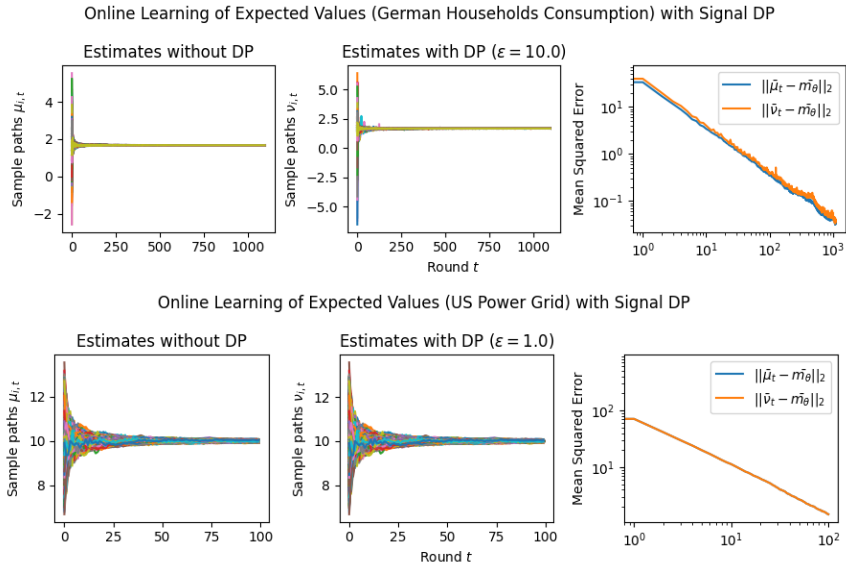 Online Learning of Expected Values (German Households Consumption) with Signal DP
Estimates without DP
Sample paths μ_{i,t}
4
2
0
−2
0
250
500
750
1000
Estimates with DP (ε = 10.0)
Sample paths ν_{i,t}
5.0
2.5
0.0
−2.5
−5.0
0
250
500
750
1000
Round t
Mean Squared Error
10^1
10^0
10^{−1}
10^0
10^1
10^2
10^3
||μ̄_t − m̄_θ||_2
||ν̄_t − m̄_θ||_2
Online Learning of Expected Values (US Power Grid) with Signal DP
Estimates without DP
Sample paths μ_{i,t}
12
10
8
0
25
50
75
100
Estimates with DP (ε = 1.0)
Sample paths ν_{i,t}
12
10
8
0
25
50
75
100
Round t
Mean Squared Error
10^2
10^1
10^0
10^1
10^2
||μ̄_t − m̄_θ||_2
||ν̄_t − m̄_θ||_2